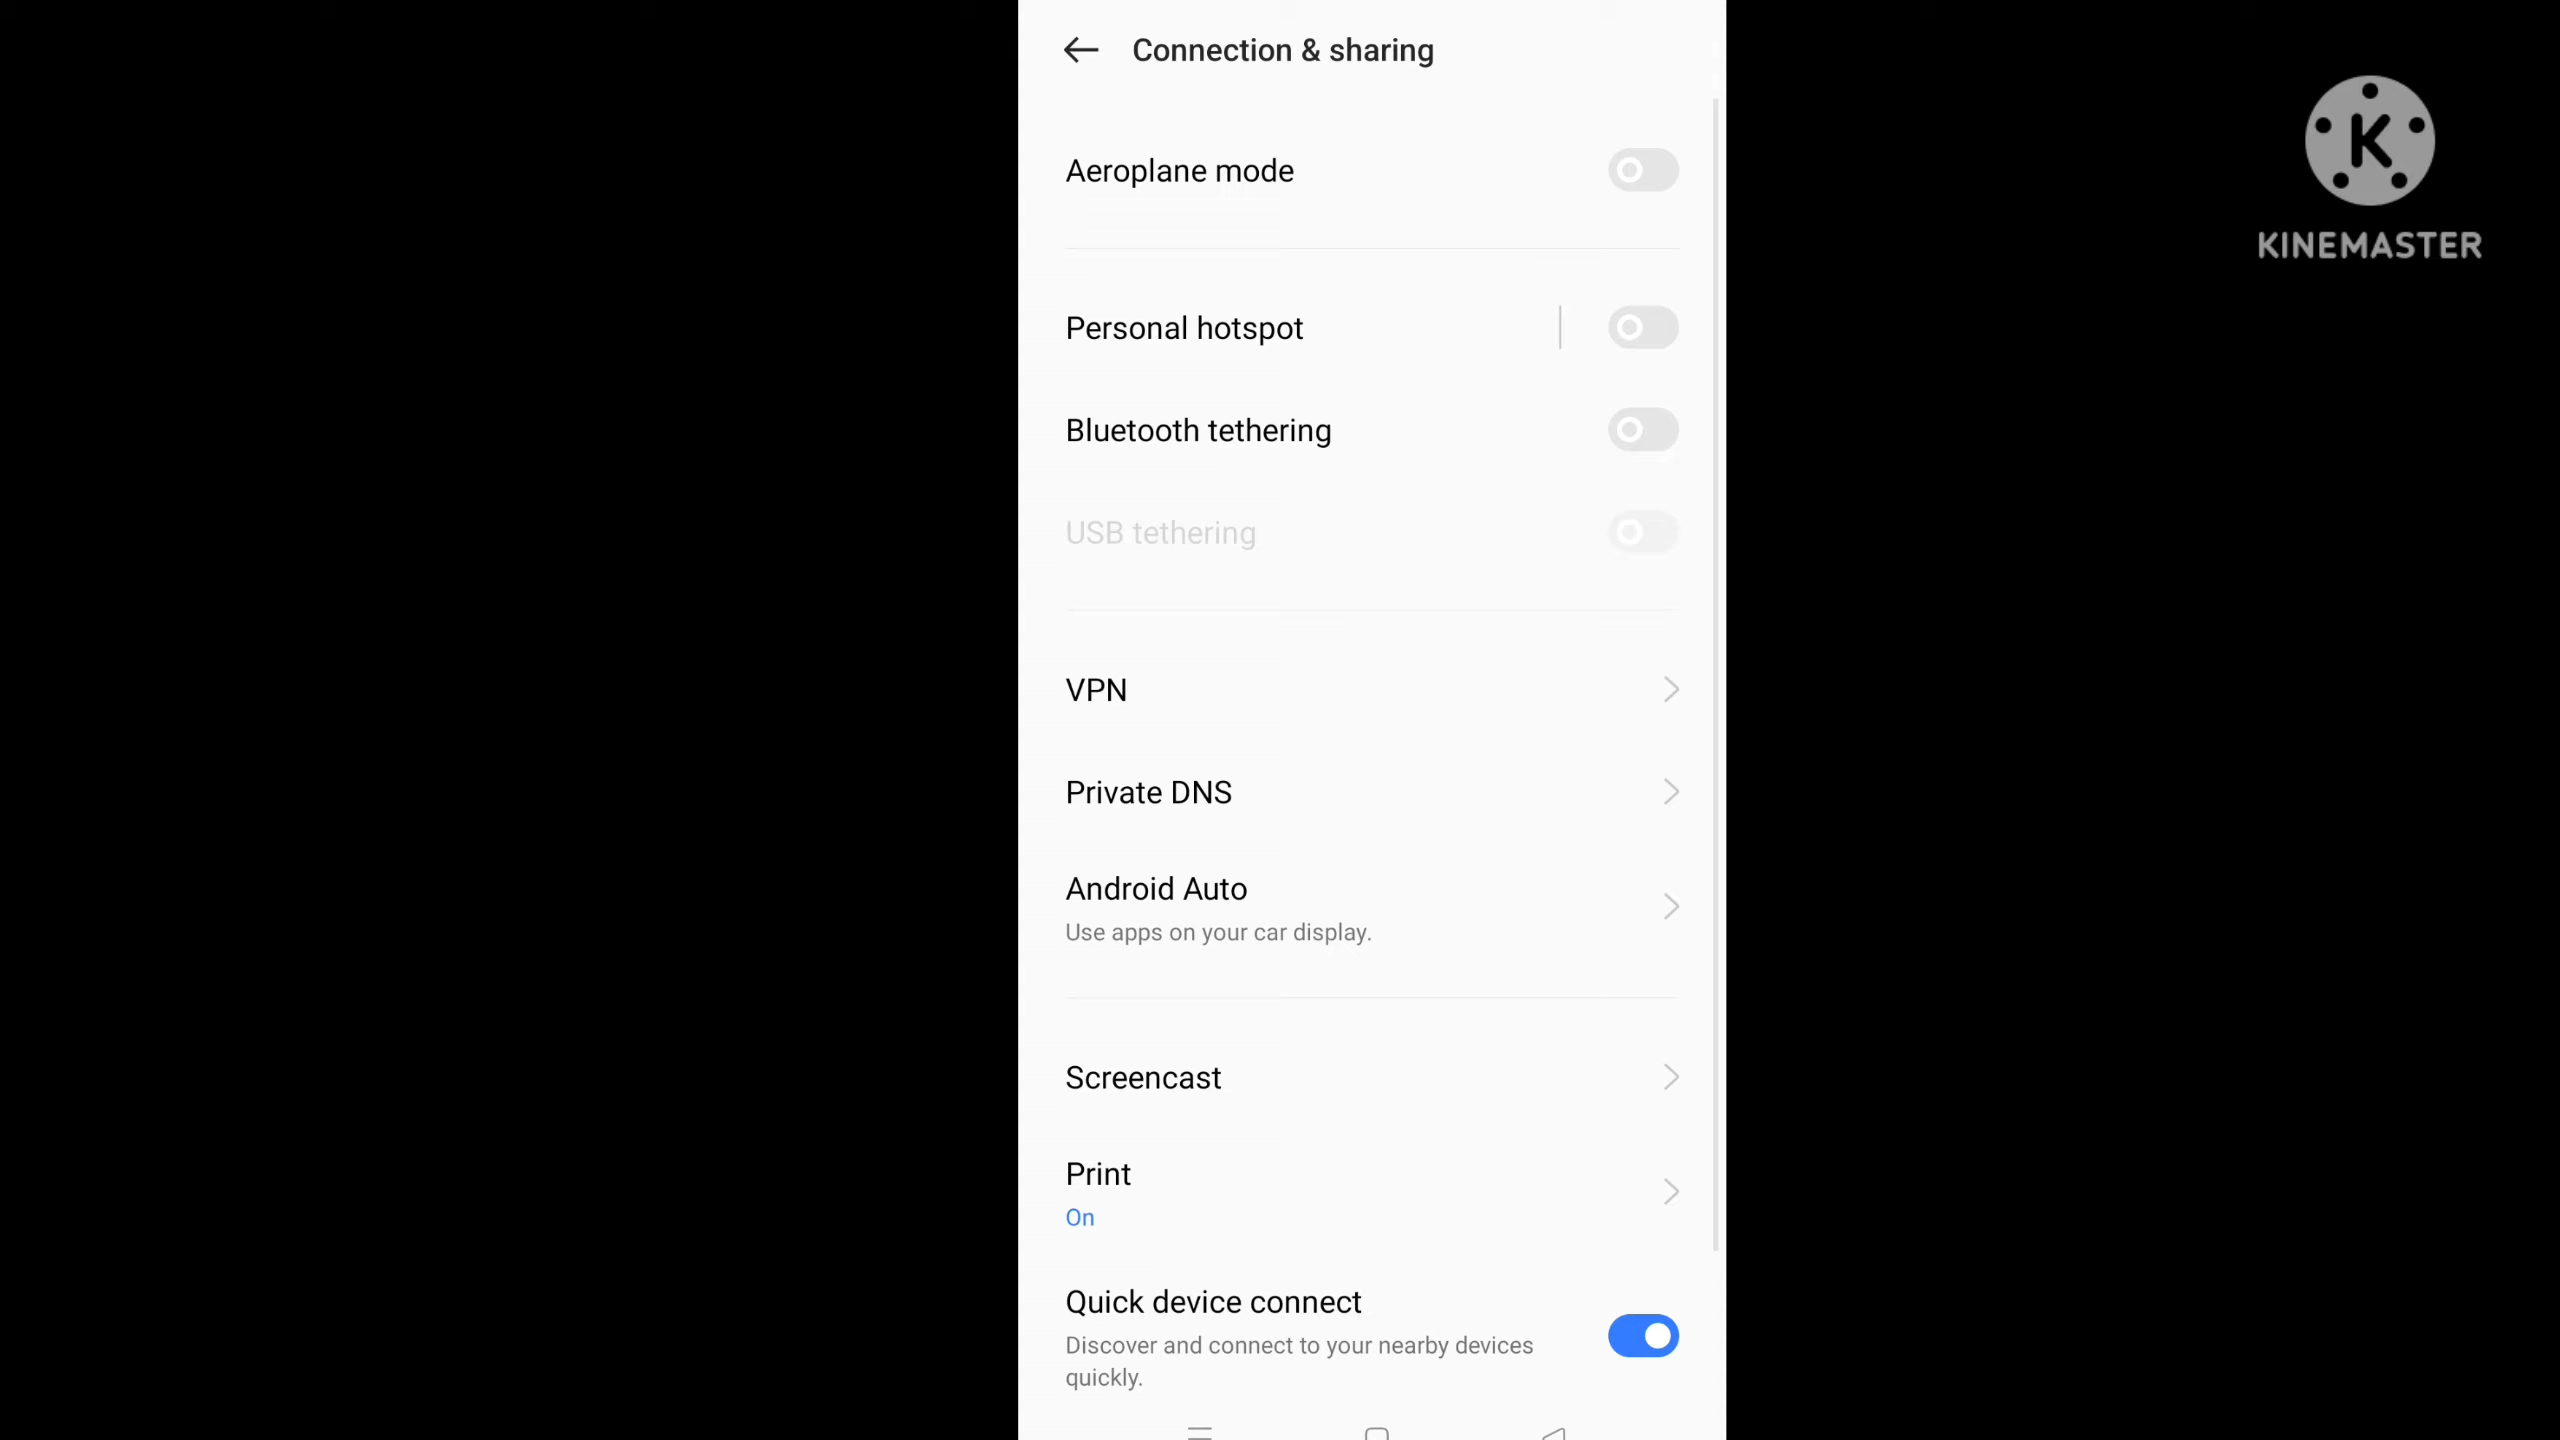 Connection & sharing
Aeroplane mode
Personal hotspot
Bluetooth tethering
USB tethering
VPN
Private DNS
Android Auto
Use apps on your car display.
Screencast
Print
On
Quick device connect
Discover and connect to your nearby devices
quickly.
K
KINEMASTER